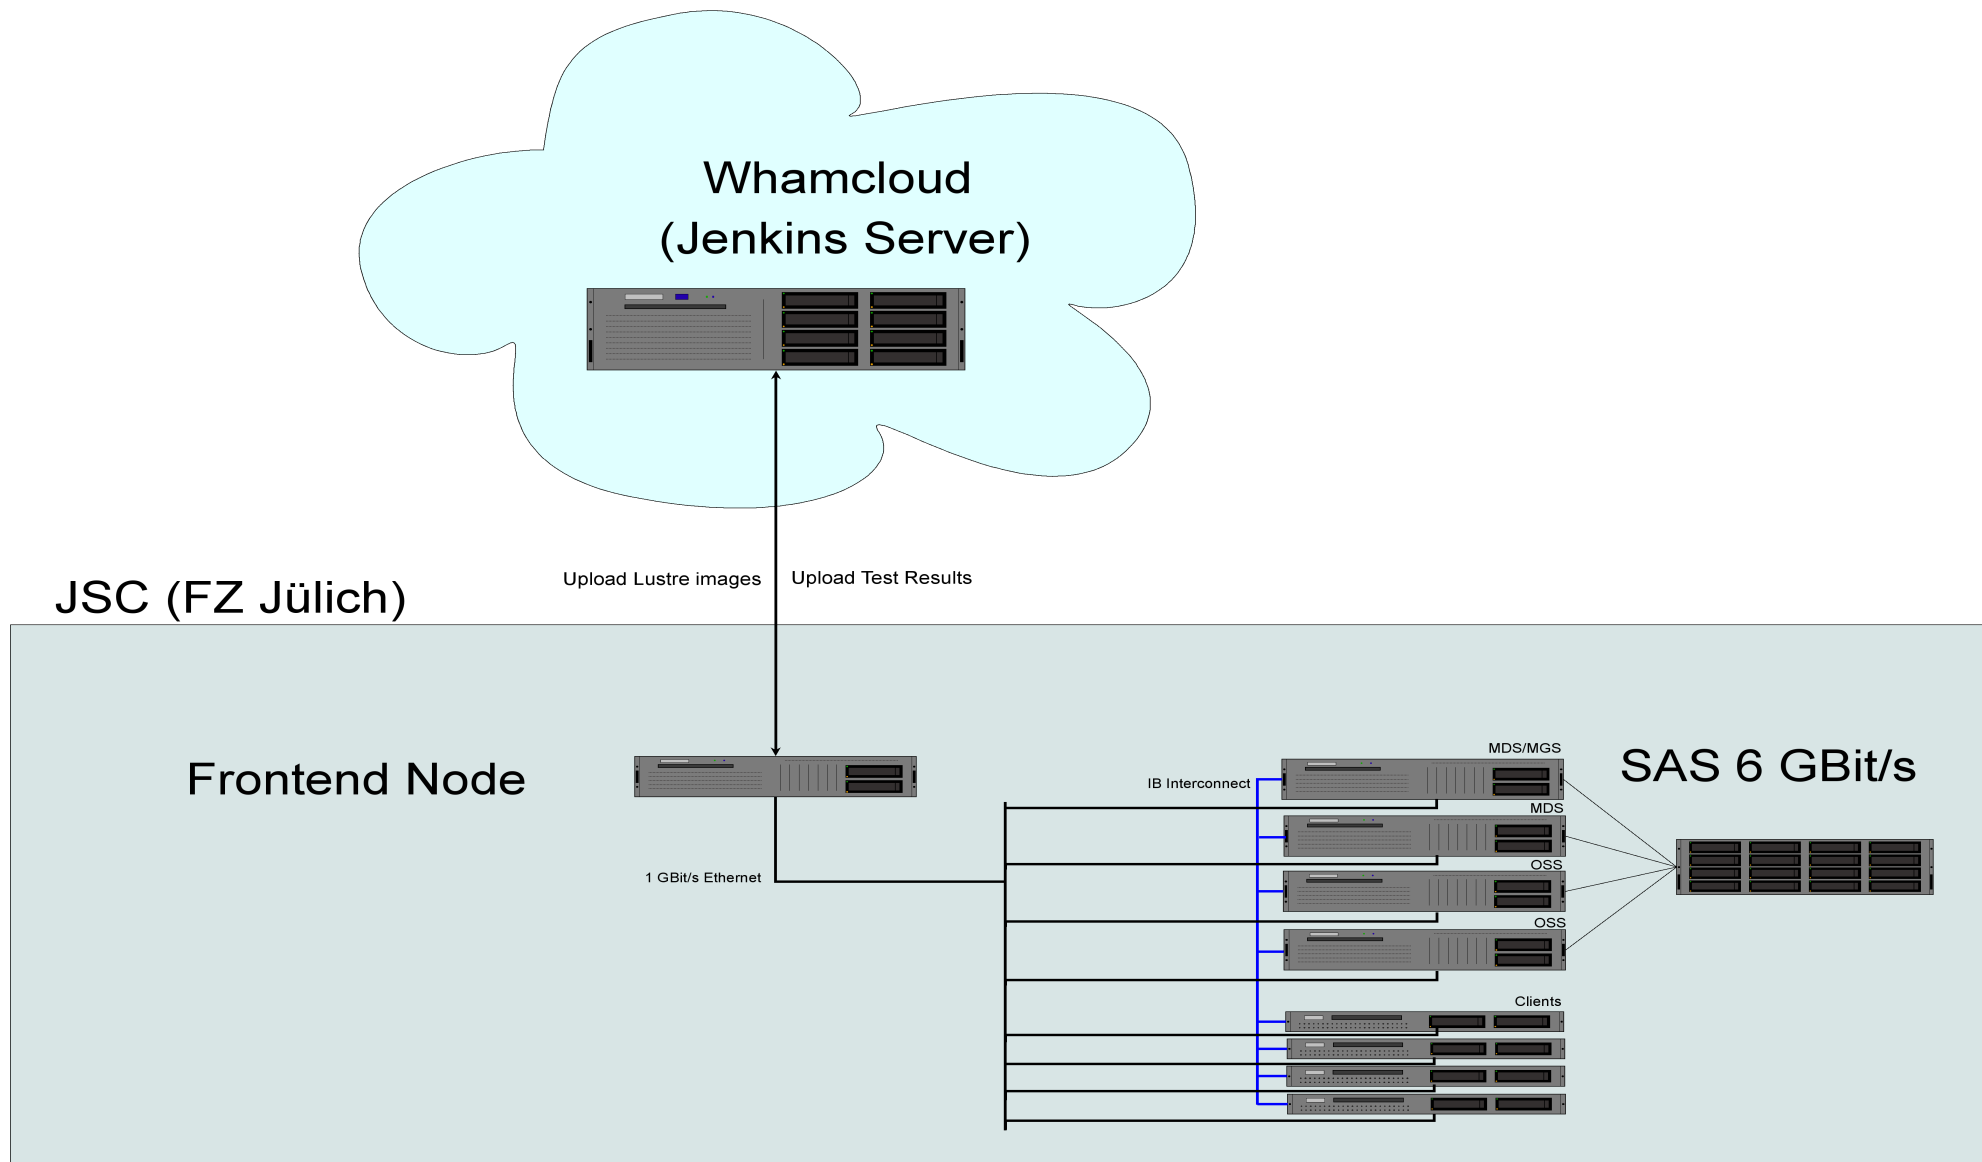 Whamcloud
(Jenkins Server)
Upload Lustre images
Upload Test Results
JSC (FZ Jülich)
Frontend Node
1 GBit/s Ethernet
IB Interconnect
MDS/MGS
SAS 6 GBit/s
MDS
OSS
OSS
Clients